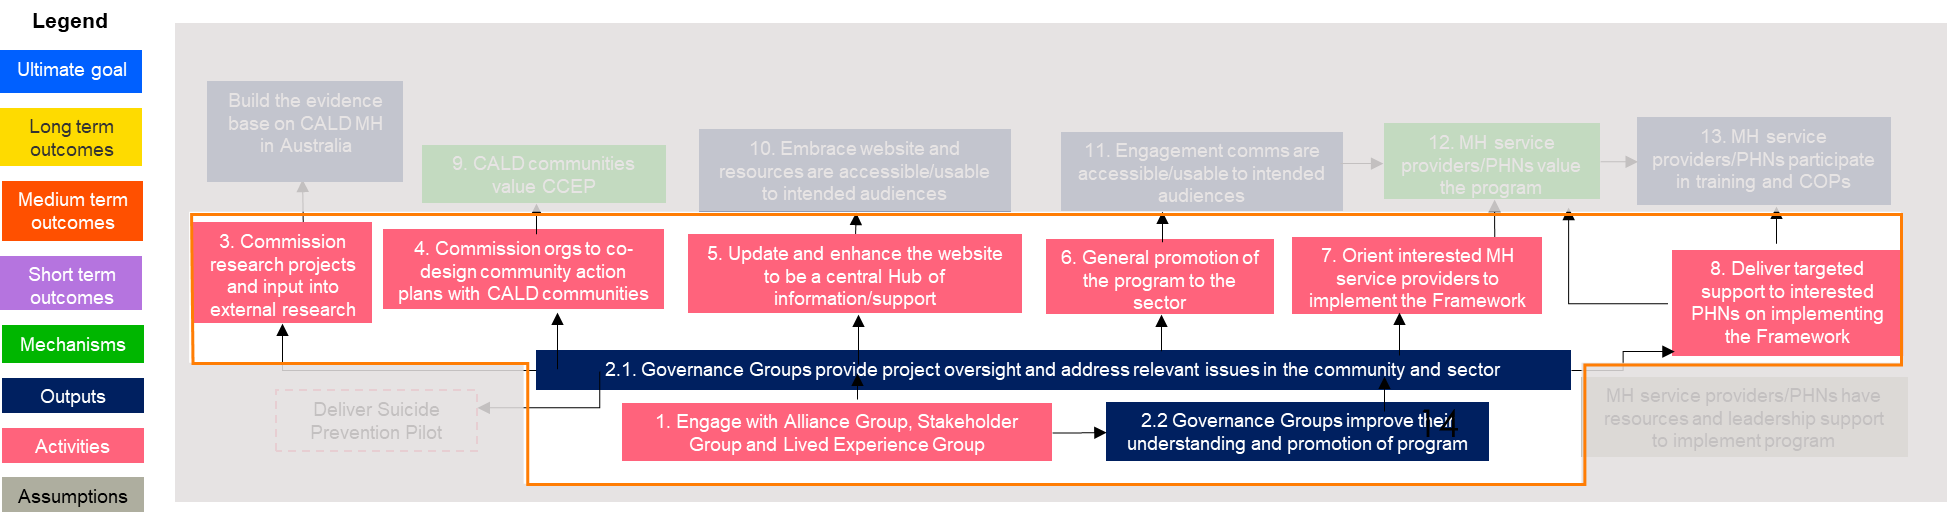 Legend
Ultimate goal
Long term
outcomes
Medium term
outcomes
Short term
outcomes
Mechanisms
Outputs
Activities
Assumptions
Build the evidence
base on CALD MH
in Australia
9. CALD communities
value CCEP
10. Embrace website and
resources are accessible/usable
to intended audiences
11. Engagement comms are
accessible/usable to intended
audiences
12. MH service
providers/PHNs value
the program
13. MH service
providers/PHNs participate
in training and COPs
3. Commission
research projects
and input into
external research
4. Commission orgs to co-
design community action
plans with CALD communities
5. Update and enhance the website
to be a central Hub of
information/support
6. General promotion of
the program to the
sector
7. Orient interested MH
service providers to
implement the Framework
8. Deliver targeted
support to interested
PHNs on implementing
the Framework
2.1. Governance Groups provide project oversight and address relevant issues in the community and sector
Deliver Suicide
Prevention Pilot
1. Engage with Alliance Group, Stakeholder
Group and Lived Experience Group
2.2 Governance Groups improve their
understanding and promotion of program
14
MH service providers/PHNs have
resources and leadership support
to implement program